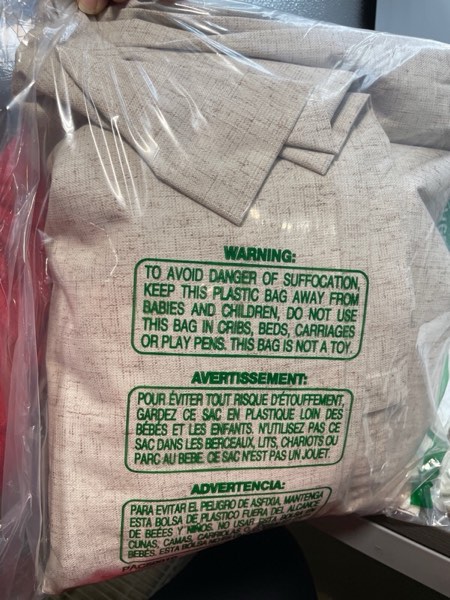 WARNING:
TO AVOID DANGER OF SUFFOCATION,
KEEP THIS PLASTIC BAG AWAY FROM
BABIES AND CHILDREN, DO NOT USE
THIS BAG IN CRIBS, BEDS, CARRIAGES
OR PLAY PENS. THIS BAG IS NOT A TOY.
AVERTISSEMENT:
POUR ÉVITER TOUT RISQUE D'ÉTOUFFEMENT,
GARDEZ CE SAC EN PLASTIQUE LOIN DES
BÉBÉS ET LES ENFANTS. N'UTILISEZ PAS CE
SAC DANS LES BERCEAUX, LITS, CHARIOTS OU
PARC AU BEBE. CE SAC N'EST PAS UN JOUET.
ADVERTENCIA:
PARA EVITAR EL PELIGRO DE ASFIXIA, MANTENGA
ESTA BOLSA DE PLASTICO FUERA DEL ALCANCE
DE BEEES Y NIÑOS. NO USAR ESTA BOLSA
CUNAS, CAMAS,
BEBÉS. ESTA BOLSA